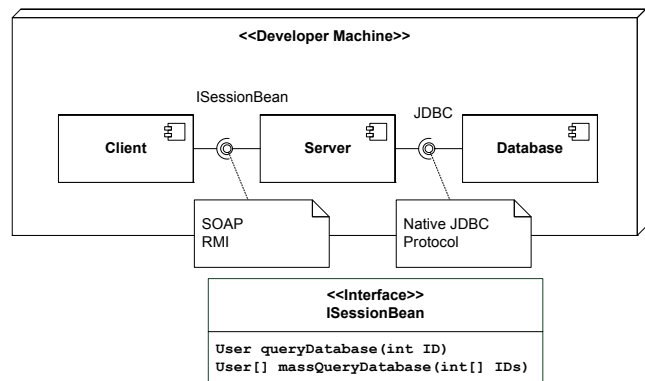 <<Developer Machine>>
ISessionBean
JDBC
Client
Server
Database
SOAP
RMI
Native JDBC
Protocol
<<Interface>>
ISessionBean
User queryDatabase(int ID)
User[] massQueryDatabase(int[] IDs)